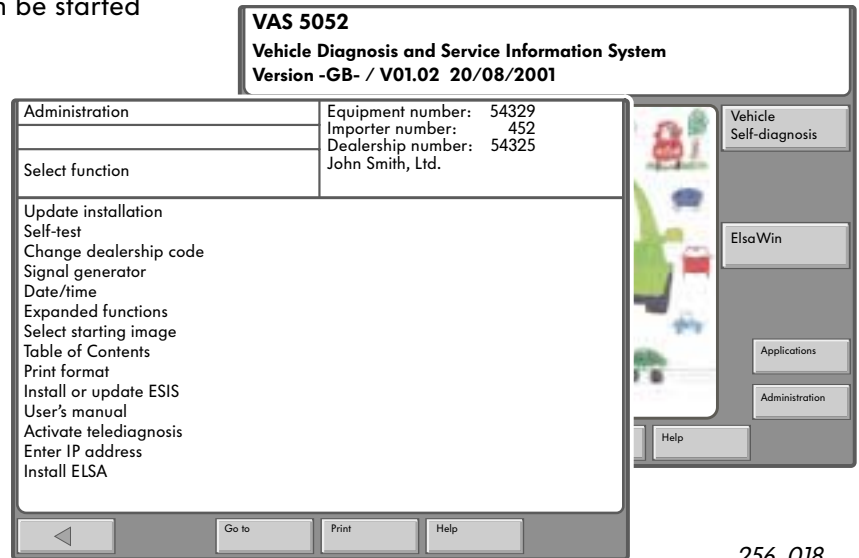 n be started
VAS 5052
Vehicle Diagnosis and Service Information System
Version -GB- / V01.02 20/08/2001
Administration
Select function
Equipment number: 54329
Importer number: 452
Dealership number: 54325
John Smith, Ltd.
Update installation
Self-test
Change dealership code
Signal generator
Date/time
Expanded functions
Select starting image
Table of Contents
Print format
Install or update ESIS
User's manual
Activate telediagnosis
Enter IP address
Install ELSA
Go to
Print
Help
Vehicle
Self-diagnosis
ElsaWin
Applications
Administration
Help
256_018